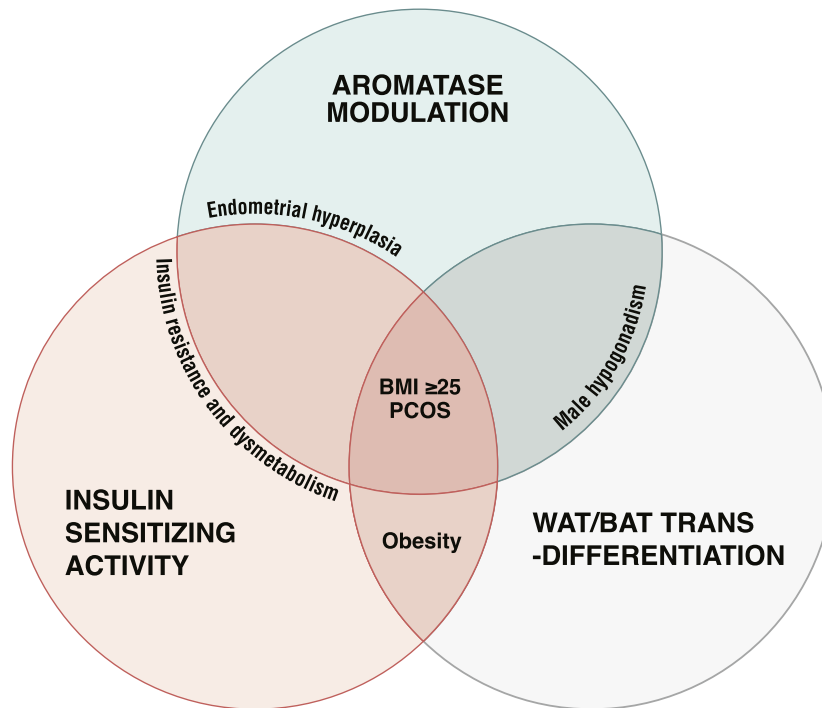 AROMATASE
MODULATION
Endometrial hyperplasia
Insulin resistance and dysmetabolism
Male hypogonadism
BMI ≥25
PCOS
INSULIN
SENSITIZING
ACTIVITY
Obesity
WAT/BAT TRANS
-DIFFERENTIATION